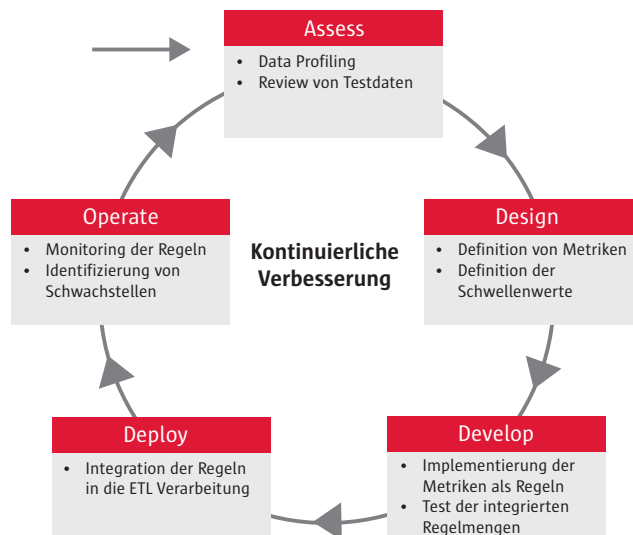 Assess
• Data Profiling
• Review von Testdaten
Operate
• Monitoring der Regeln
• Identifizierung von
Schwachstellen
Kontinuierliche
Verbesserung
Design
• Definition von Metriken
• Definition der
Schwellenwerte
Deploy
• Integration der Regeln
in die ETL Verarbeitung
Develop
• Implementierung der
Metriken als Regeln
• Test der integrierten
Regelmengen